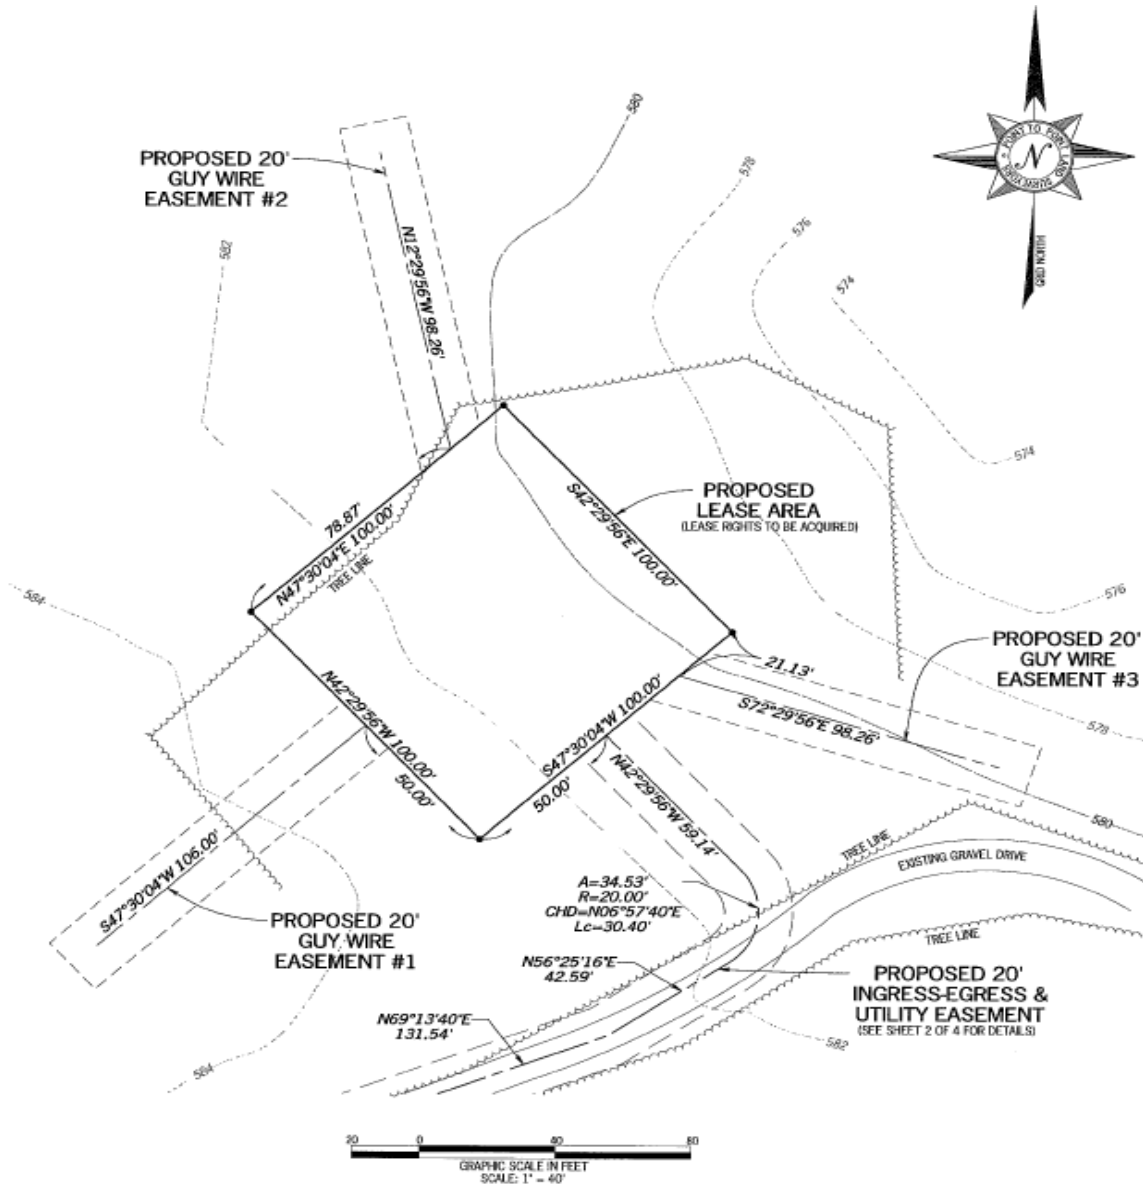 580
578
576
574
POINT TO POINT LAND SURVEYORS
N
GRID NORTH
PROPOSED 20'
GUY WIRE
EASEMENT #2
582
N12°29'56"W 98.26'
574
PROPOSED
LEASE AREA
(LEASE RIGHTS TO BE ACQUIRED)
S42°29'56"E 100.00'
78.87'
N47°30'04"E 100.00'
TREE LINE
584
576
PROPOSED 20'
GUY WIRE
EASEMENT #3
21.13'
S72°29'56"E 98.26'
578
N42°29'56"W 100.00'
50.00'
S47°30'04"W 100.00'
50.00'
N42°29'56"W 59.14'
580
TREE LINE
EXISTING GRAVEL DRIVE
S47°30'04"W 106.00'
A=34.53'
R=20.00'
CHD=N06°57'40"E
Lc=30.40'
PROPOSED 20'
GUY WIRE
EASEMENT #1
TREE LINE
N56°25'16"E
42.59'
PROPOSED 20'
INGRESS-EGRESS &
UTILITY EASEMENT
(SEE SHEET 2 OF 4 FOR DETAILS)
N69°13'40"E
131.54'
582
584
20 0 40 80
GRAPHIC SCALE IN FEET
SCALE: 1" = 40'